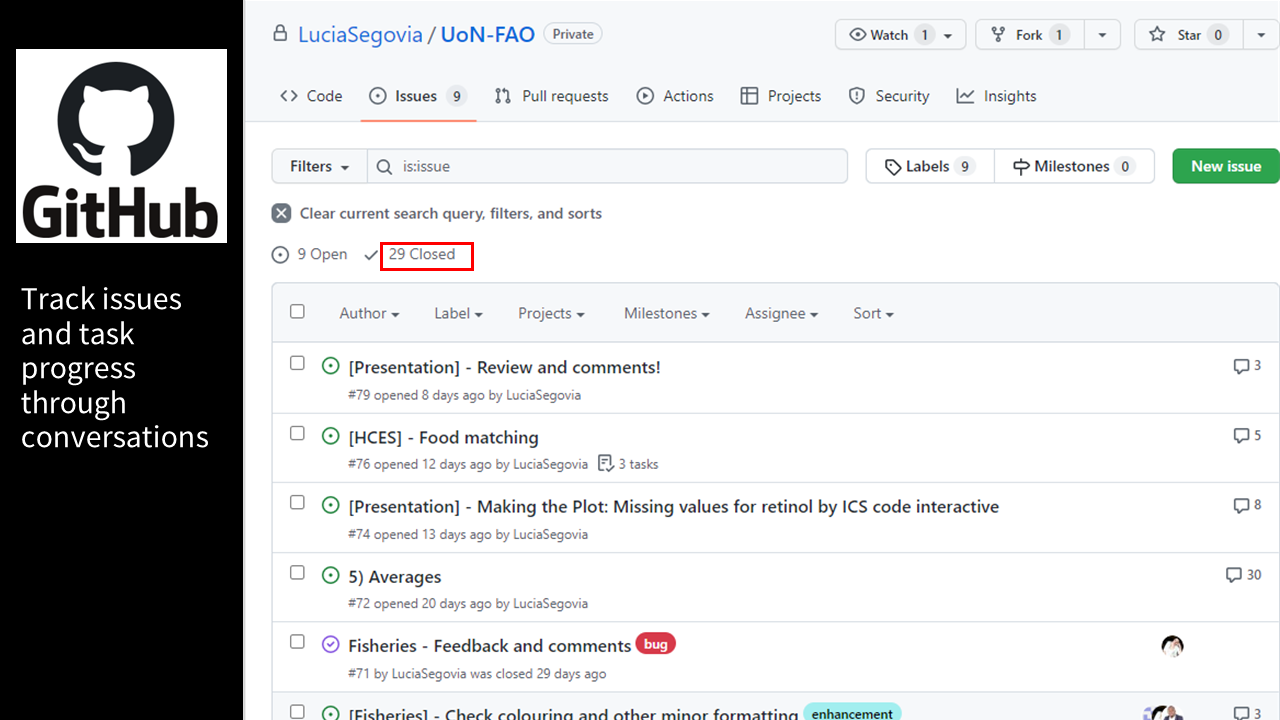 GitHub
Track issues
and task
progress
through
conversations
LuciaSegovia / UoN-FAO Private
Watch 1 Fork 1 Star 0
Code Issues 9 Pull requests Actions Projects Security Insights
Filters is:issue Labels 9 Milestones 0 New issue
Clear current search query, filters, and sorts
9 Open 29 Closed
Author Label Projects Milestones Assignee Sort
[Presentation] - Review and comments! 3
#79 opened 8 days ago by LuciaSegovia
[HCES] - Food matching 5
#76 opened 12 days ago by LuciaSegovia 3 tasks
[Presentation] - Making the Plot: Missing values for retinol by ICS code interactive 8
#74 opened 13 days ago by LuciaSegovia
5) Averages 30
#72 opened 20 days ago by LuciaSegovia
Fisheries - Feedback and comments bug
#71 by LuciaSegovia was closed 29 days ago
[Fisheries] - Check colouring and other minor formatting enhancement 3